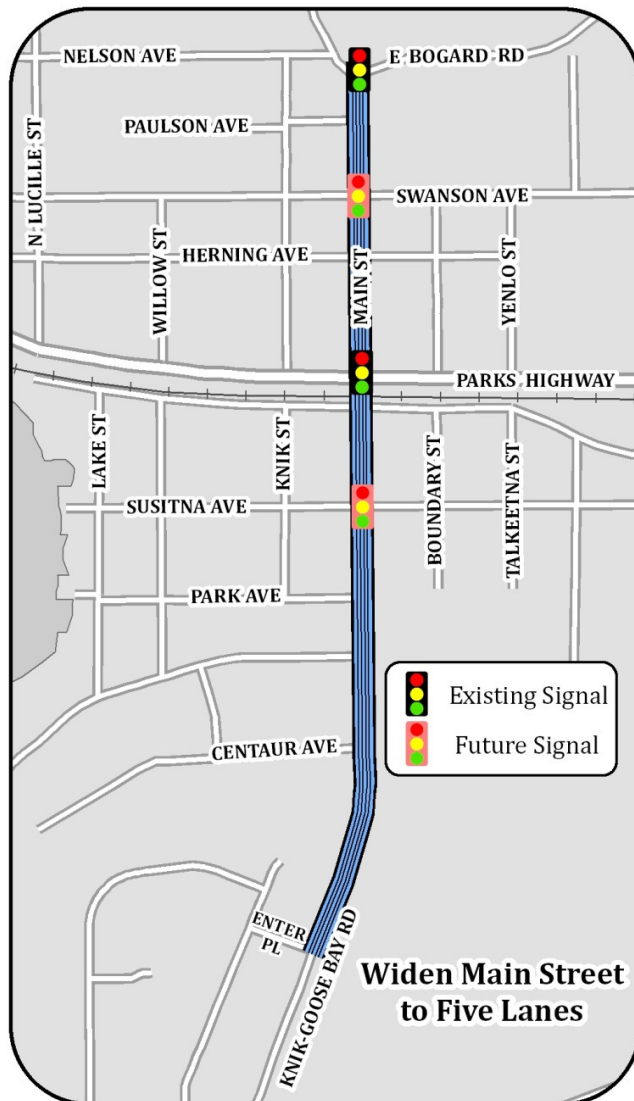 NELSON AVE
E BOGARD RD
PAULSON AVE
N LUCILLE ST
SWANSON AVE
WILLOW ST
HERNING AVE
MAIN ST
YENLO ST
PARKS HIGHWAY
LAKE ST
KNIK ST
BOUNDARY ST
TALKEETNA ST
SUSITNA AVE
PARK AVE
Existing Signal
Future Signal
CENTAUR AVE
ENTER
PL
KNIK-GOOSE BAY RD
Widen Main Street
to Five Lanes